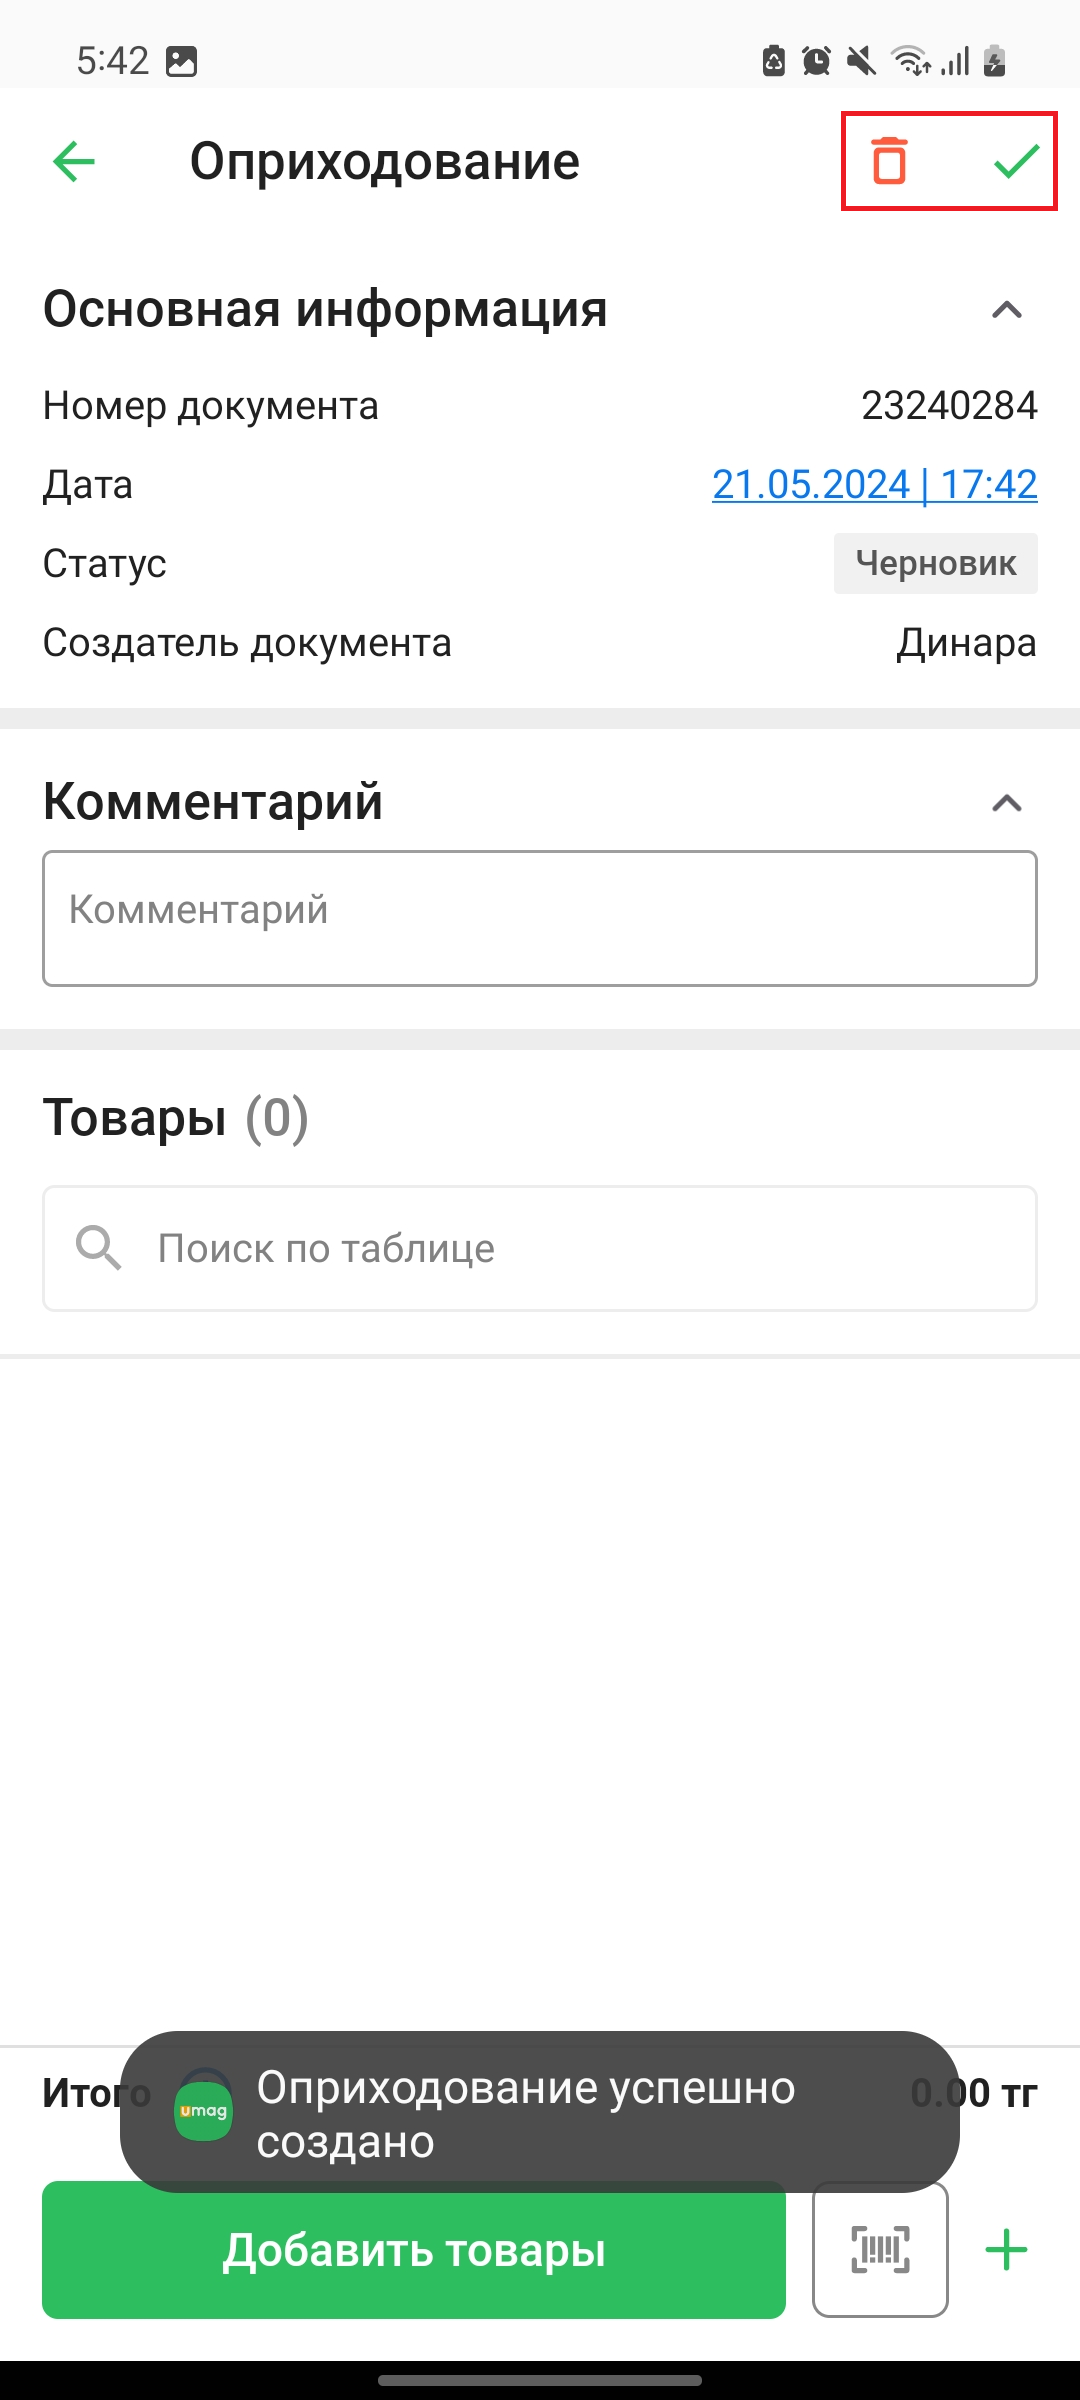 5:42
Оприходование
Основная информация
Номер документа 23240284
Дата 21.05.2024 | 17:42
Статус Черновик
Создатель документа Динара
Комментарий
Комментарий
Товары (0)
Поиск по таблице
Итого 0.00 тг
umag
Оприходование успешно
создано
Добавить товары